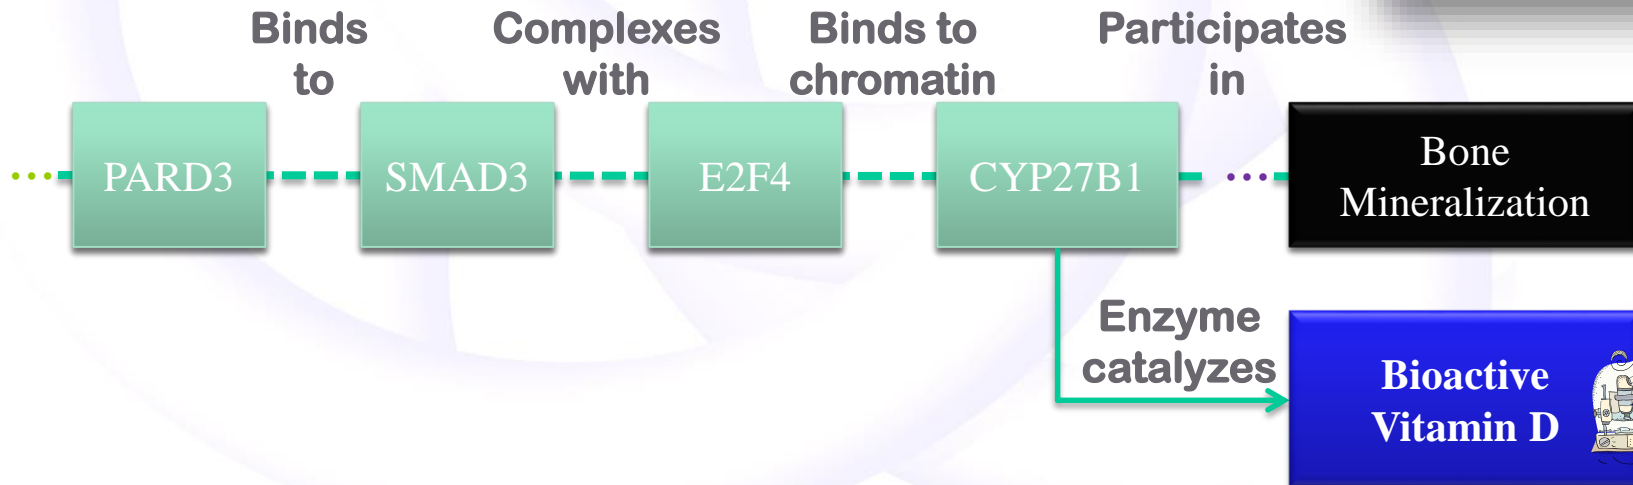 Binds
to
Complexes
with
Binds to
chromatin
Participates
in
PARD3
SMAD3
E2F4
CYP27B1
Bone
Mineralization
Enzyme
catalyzes
Bioactive
Vitamin D